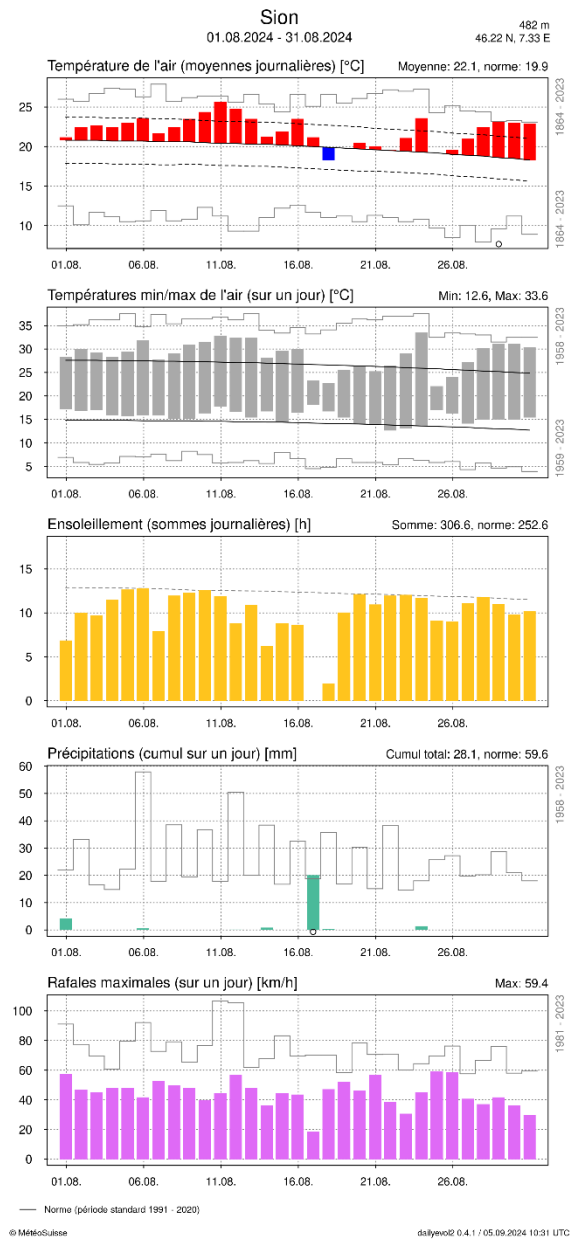 Sion
01.08.2024 - 31.08.2024
482 m
46.22 N, 7.33 E
Température de l'air (moyennes journalières) [°C]
Moyenne: 22.1, norme: 19.9
25
20
15
10
1864 - 2023
1864 - 2023
01.08.
06.08.
11.08.
16.08.
21.08.
26.08.
Températures min/max de l'air (sur un jour) [°C]
Min: 12.6, Max: 33.6
35
30
25
20
15
10
5
1958 - 2023
1959 - 2023
01.08.
06.08.
11.08.
16.08.
21.08.
26.08.
Ensoleillement (sommes journalières) [h]
Somme: 306.6, norme: 252.6
15
10
5
0
01.08.
06.08.
11.08.
16.08.
21.08.
26.08.
Précipitations (cumul sur un jour) [mm]
Cumul total: 28.1, norme: 59.6
60
50
40
30
20
10
0
1958 - 2023
01.08.
06.08.
11.08.
16.08.
21.08.
26.08.
Rafales maximales (sur un jour) [km/h]
Max: 59.4
100
80
60
40
20
0
1981 - 2023
01.08.
06.08.
11.08.
16.08.
21.08.
26.08.
Norme (période standard 1991 - 2020)
© MétéoSuisse
dailyevol2 0.4.1 / 05.09.2024 10:31 UTC